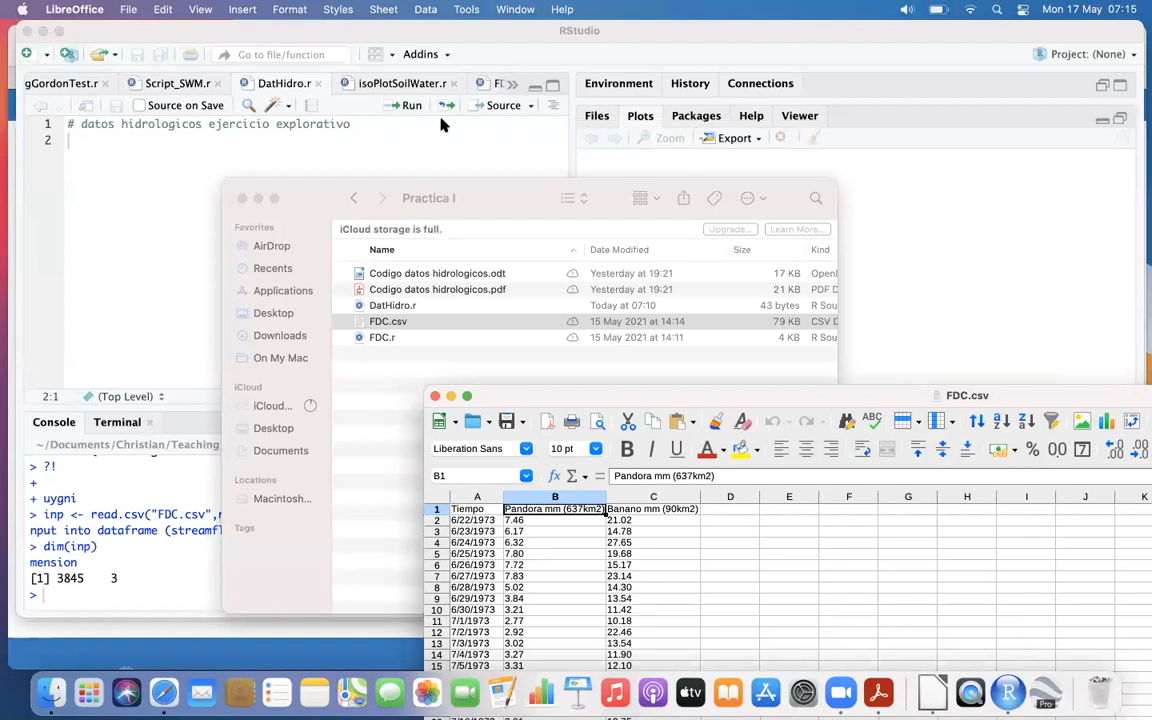 LibreOffice File Edit View Insert Format Styles Sheet Data Tools Window Help Mon 17 May 07:15
RStudio
Go to file/function Addins Project: (None)
gGordonTest.r Script_SWM.r DatHidro.r isoPlotSoilWater.r FD
Source on Save Run Source
1 # datos hidrologicos ejercicio explorativo
2
Environment History Connections
Files Plots Packages Help Viewer
Zoom Export
Practica I
iCloud storage is full. Upgrade... Learn More...
Name Date Modified Size Kind
Codigo datos hidrologicos.odt Yesterday at 19:21 17 KB OpenI
Codigo datos hidrologicos.pdf Yesterday at 19:21 21 KB PDF D
DatHidro.r Today at 07:10 43 bytes R Sou
FDC.csv 15 May 2021 at 14:14 79 KB CSV D
FDC.r 15 May 2021 at 14:11 4 KB R Sou
Favorites
AirDrop
Recents
Applications
Desktop
Downloads
On My Mac
iCloud
iCloud...
Desktop
Documents
Locations
Macintosh...
Tags
2:1 (Top Level)
Console Terminal
~/Documents/Christian/Teaching
> ?!
+
+ uygni
> inp <- read.csv("FDC.csv",
nput into dataframe (streamf
> dim(inp)
mension
[1] 3845 3
>
FDC.csv
Liberation Sans 10 pt
B1 Pandora mm (637km2)
A B C D E F G H I J K
1 Tiempo Pandora mm (637km2) Banano mm (90km2)
2 6/22/1973 7.46 21.02
3 6/23/1973 6.17 14.78
4 6/24/1973 6.32 27.65
5 6/25/1973 7.80 19.68
6 6/26/1973 7.72 15.17
7 6/27/1973 7.83 23.14
8 6/28/1973 5.02 14.30
9 6/29/1973 3.84 13.54
10 6/30/1973 3.21 11.42
11 7/1/1973 2.77 10.18
12 7/2/1973 2.92 22.46
13 7/3/1973 3.02 13.54
14 7/4/1973 3.27 11.90
15 7/5/1973 3.31 12.10